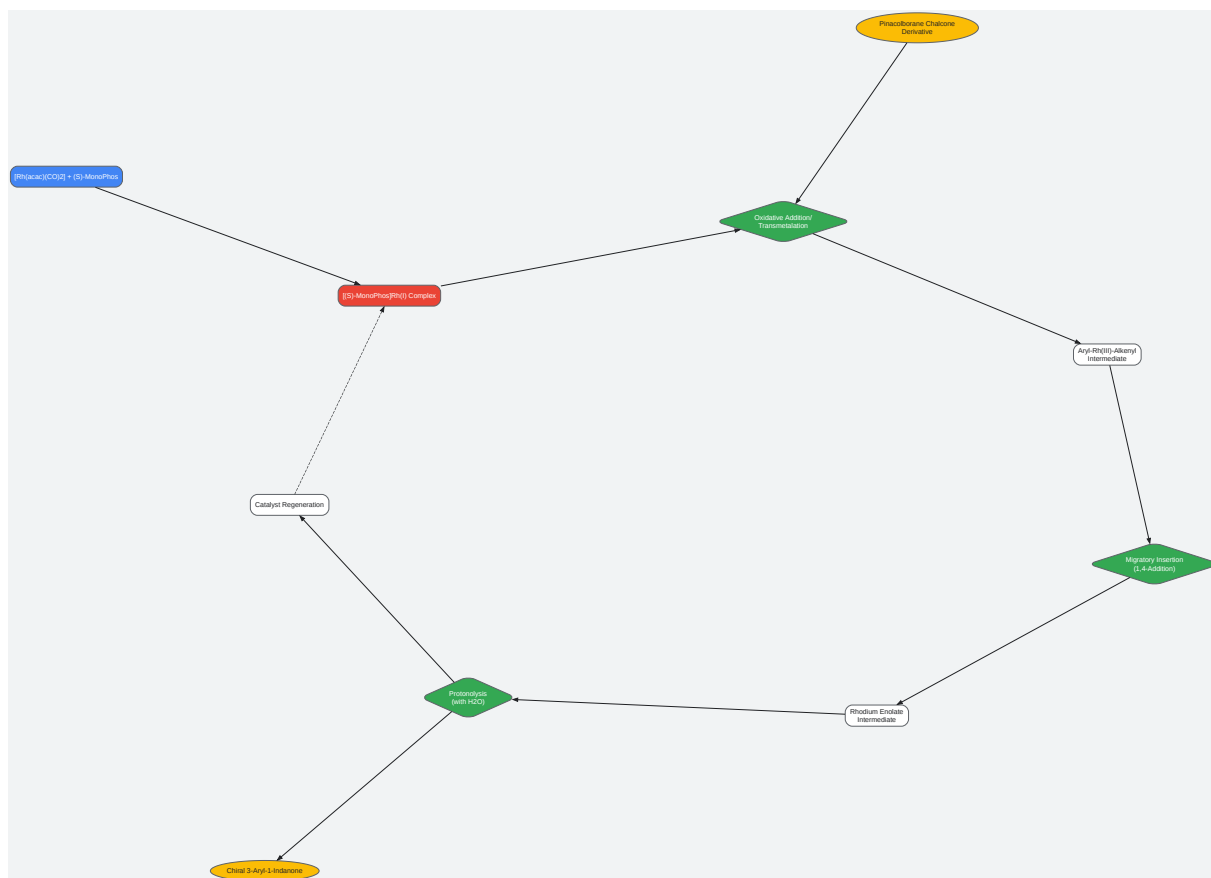 Pinacolborane Chalcone
Derivative
[Rh(acac)(CO)2] + (S)-MonoPhos
Oxidative Addition/
Transmetalation
[(S)-MonoPhos]Rh(I) Complex
Aryl-Rh(III)-Alkenyl
Intermediate
Catalyst Regeneration
Migratory Insertion
(1,4-Addition)
Protonolysis
(with H2O)
Rhodium Enolate
Intermediate
Chiral 3-Aryl-1-Indanone